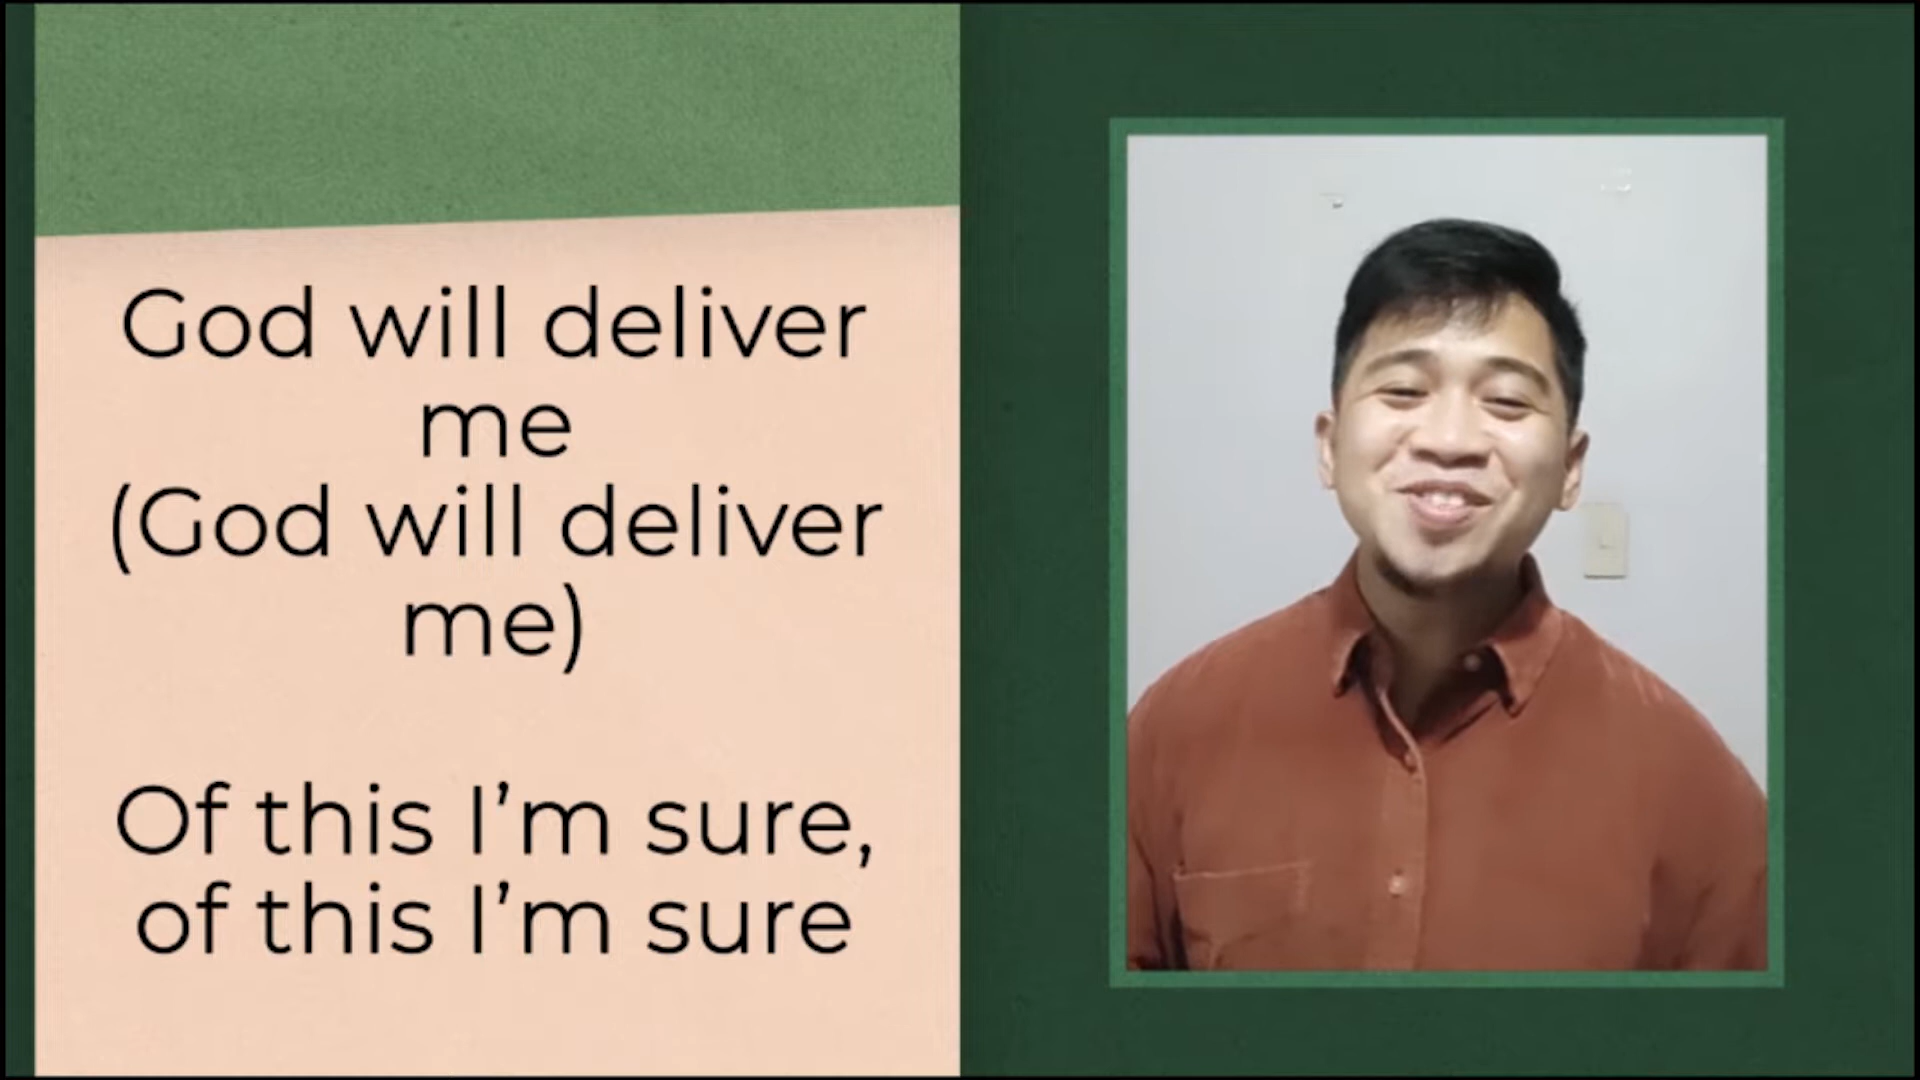 God will deliver
me
(God will deliver
me)
Of this I’m sure,
of this I’m sure